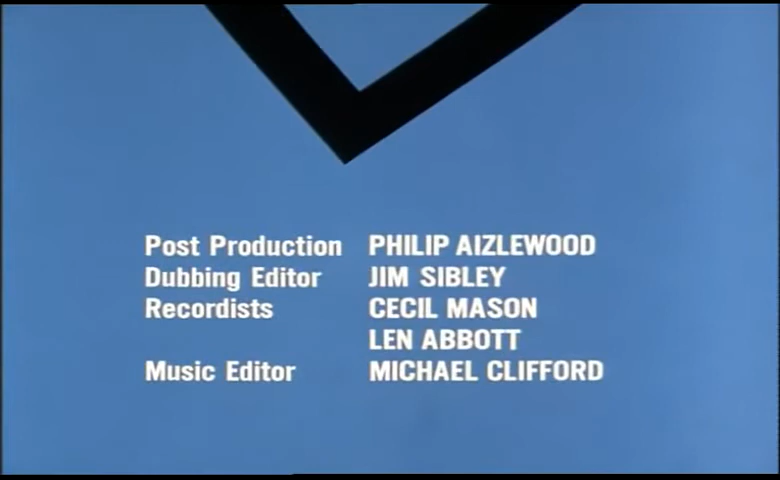 Post Production PHILIP AIZLEWOOD
Dubbing Editor JIM SIBLEY
Recordists CECIL MASON
LEN ABBOTT
Music Editor MICHAEL CLIFFORD